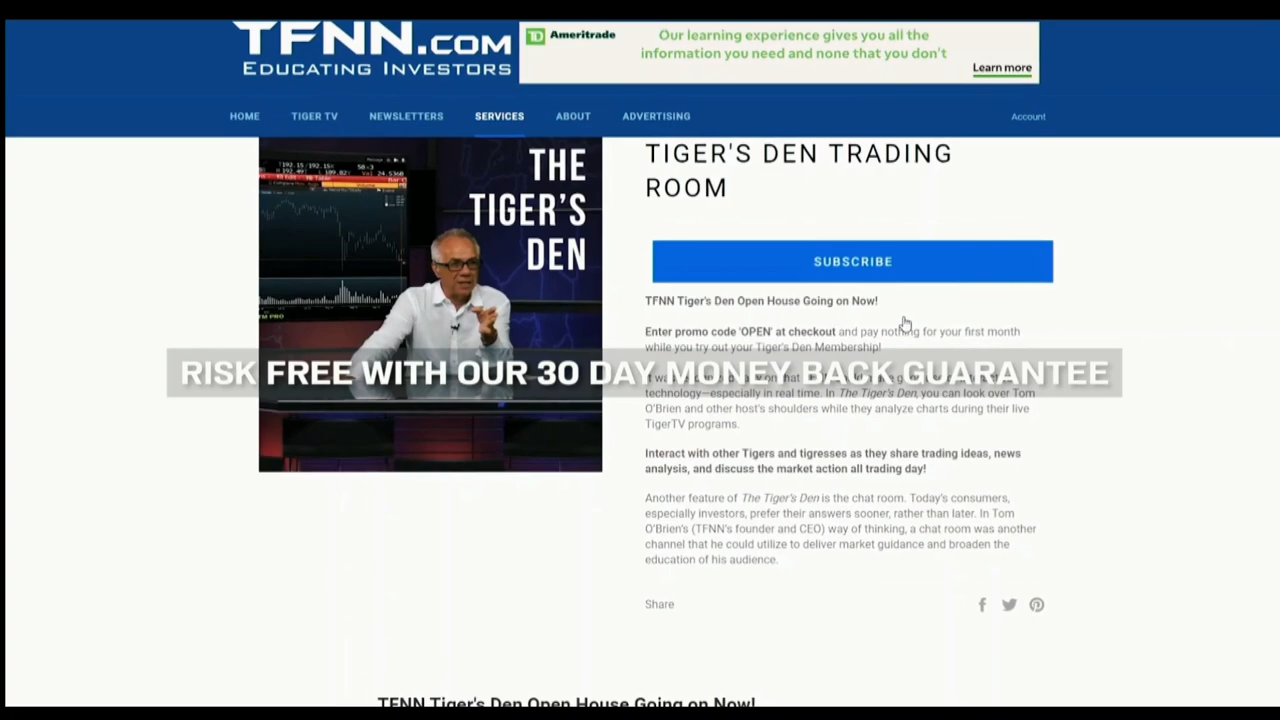 TFNN.COM
EDUCATING INVESTORS
Ameritrade
Our learning experience gives you all the
information you need and none that you don't
Learn more
HOME TIGER TV NEWSLETTERS SERVICES ABOUT ADVERTISING Account
THE
TIGER'S
DEN
TIGER'S DEN TRADING
ROOM
SUBSCRIBE
TFNN Tiger's Den Open House Going on Now!
Enter promo code 'OPEN' at checkout and pay nothing for your first month
while you try out your Tiger's Den Membership!
RISK FREE WITH OUR 30 DAY MONEY BACK GUARANTEE
technology—especially in real time. In The Tiger's Den, you can look over Tom
O'Brien and other host's shoulders while they analyze charts during their live
TigerTV programs.
Interact with other Tigers and tigresses as they share trading ideas, news
analysis, and discuss the market action all trading day!
Another feature of The Tiger's Den is the chat room. Today's consumers,
especially investors, prefer their answers sooner, rather than later. In Tom
O'Brien's (TFNN's founder and CEO) way of thinking, a chat room was another
channel that he could utilize to deliver market guidance and broaden the
education of his audience.
Share
TFNN Tiger's Den Open House Going on Now!